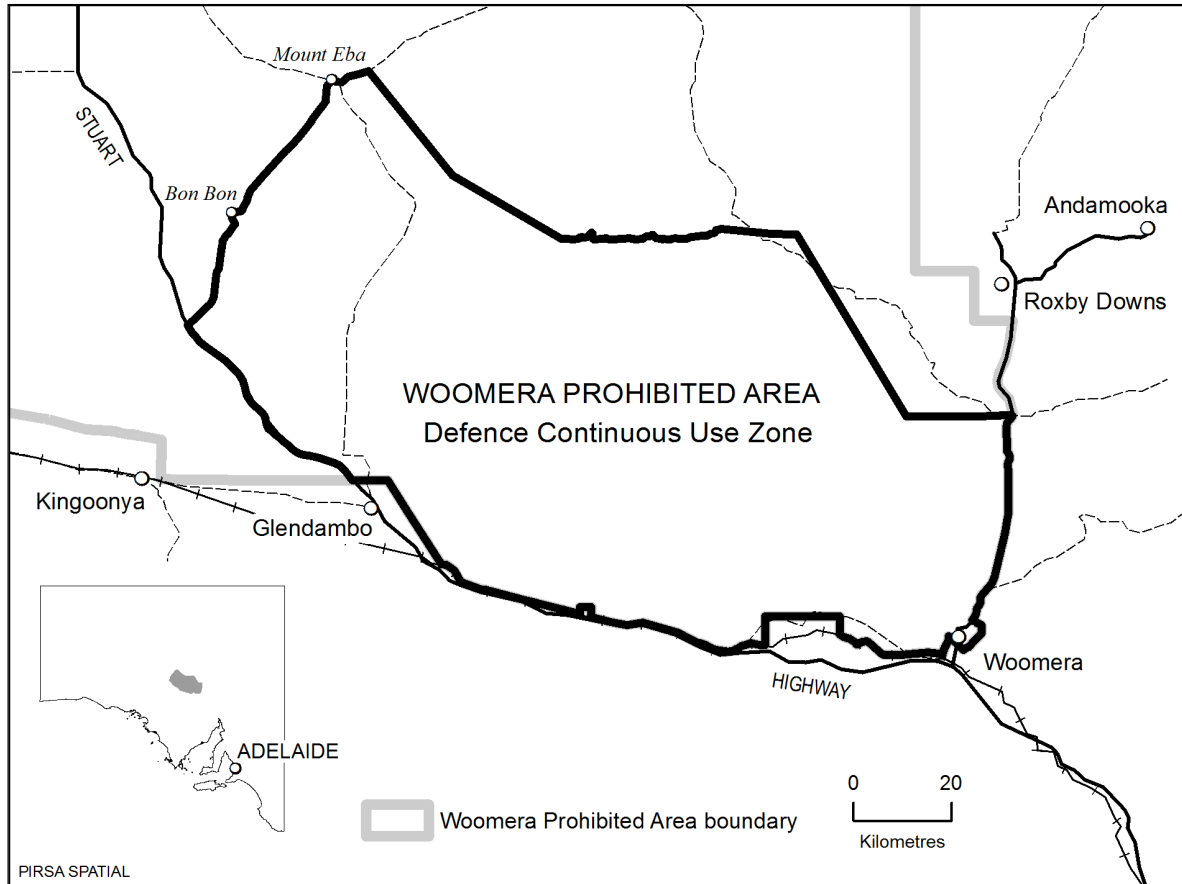 Mount Eba
STUART
Bon Bon
Andamooka
Roxby Downs
WOOMERA PROHIBITED AREA
Defence Continuous Use Zone
Kingoonya
Glendambo
Woomera
HIGHWAY
ADELAIDE
0 20
Kilometres
Woomera Prohibited Area boundary
PIRSA SPATIAL